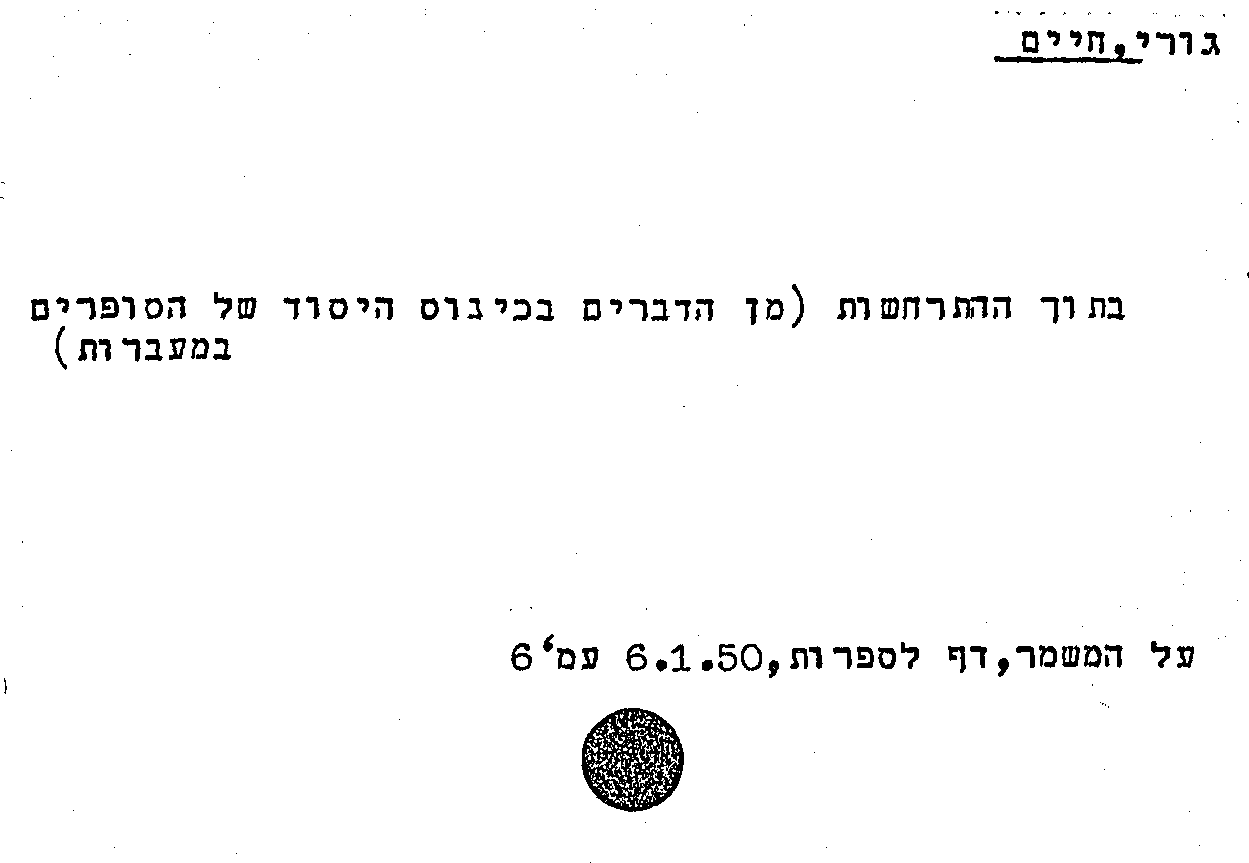 גורי,חיים
בתוך ההתרחשות (מן הדברים בכינוס היסוד של הסופרים
במעברות)
על המשמר,דף לספרות,6.1.50 עמ' 6